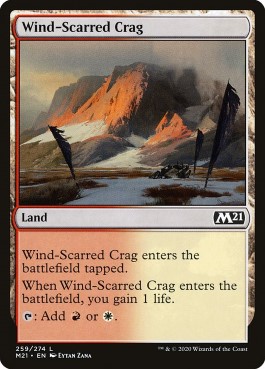 Wind-Scarred Crag
Land
M21
Wind-Scarred Crag enters the
battlefield tapped.
When Wind-Scarred Crag enters the
battlefield, you gain 1 life.
: Add or .
259/274 L
M21 • EN EYTAN ZANA
™ & © 2020 Wizards of the Coast